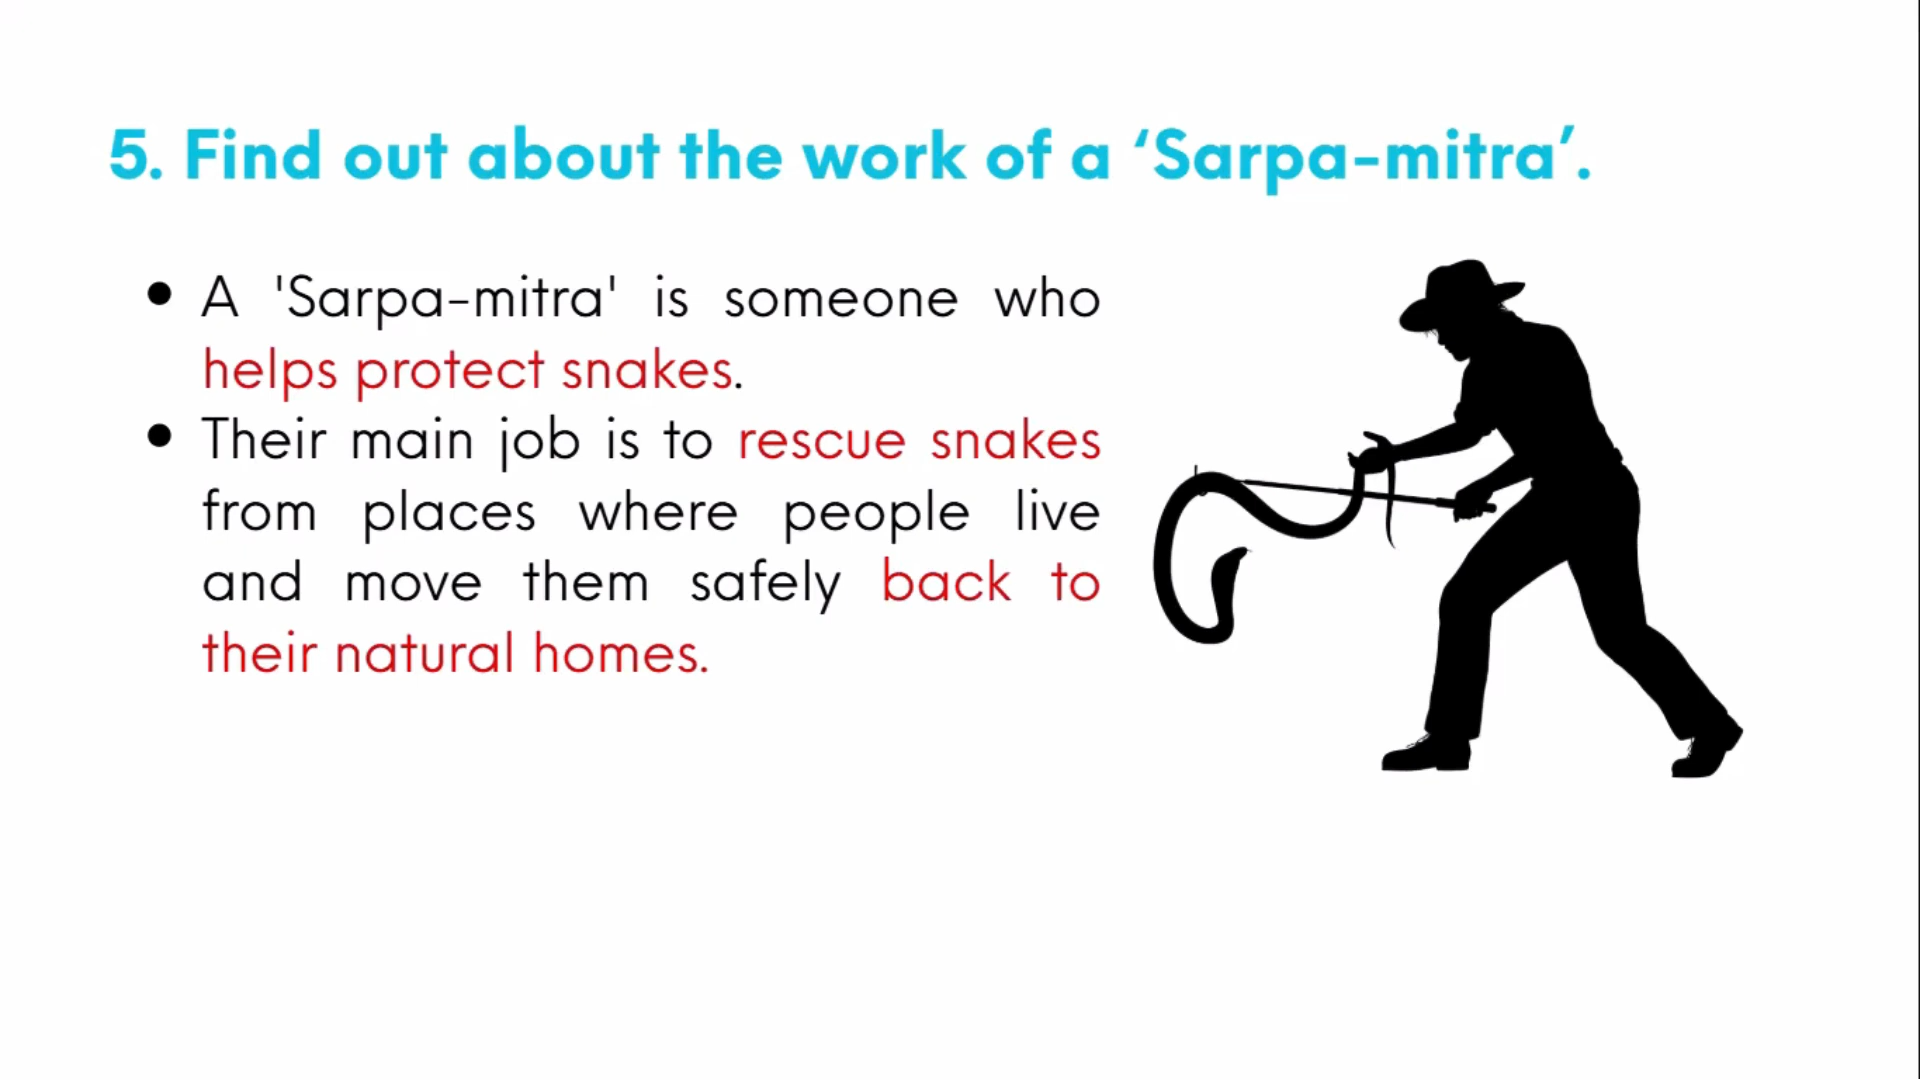 5. Find out about the work of a ‘Sarpa-mitra’.
• A 'Sarpa-mitra' is someone who
helps protect snakes.
• Their main job is to rescue snakes
from places where people live
and move them safely back to
their natural homes.